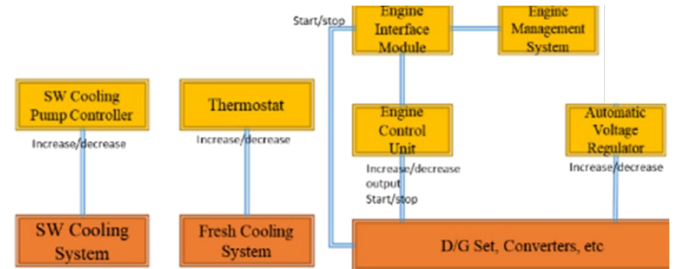 Start/stop
Engine
Interface
Module
Engine
Management
System
SW Cooling
Pump Controller
Thermostat
Engine
Control
Unit
Automatic
Voltage
Regulator
Increase/decrease
Increase/decrease
Increase/decrease
output
Start/stop
Increase/decrease
SW Cooling
System
Fresh Cooling
System
D/G Set, Converters, etc